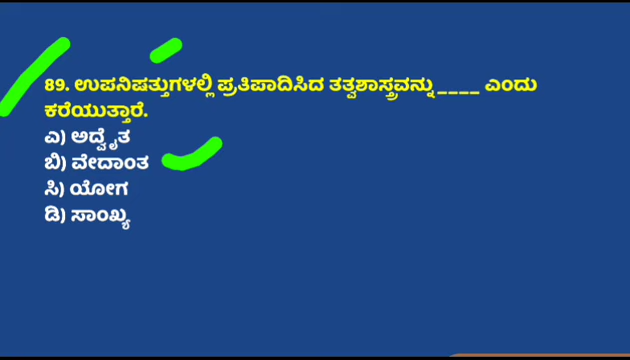 89. ಉಪನಿಷತ್ತುಗಳಲ್ಲಿ ಪ್ರತಿಪಾದಿಸಿದ ತತ್ವಶಾಸ್ತ್ರವನ್ನು ____ ಎಂದು
ಕರೆಯುತ್ತಾರೆ.
ಎ) ಅದ್ವೈತ
ಬಿ) ವೇದಾಂತ
ಸಿ) ಯೋಗ
ಡಿ) ಸಾಂಖ್ಯ